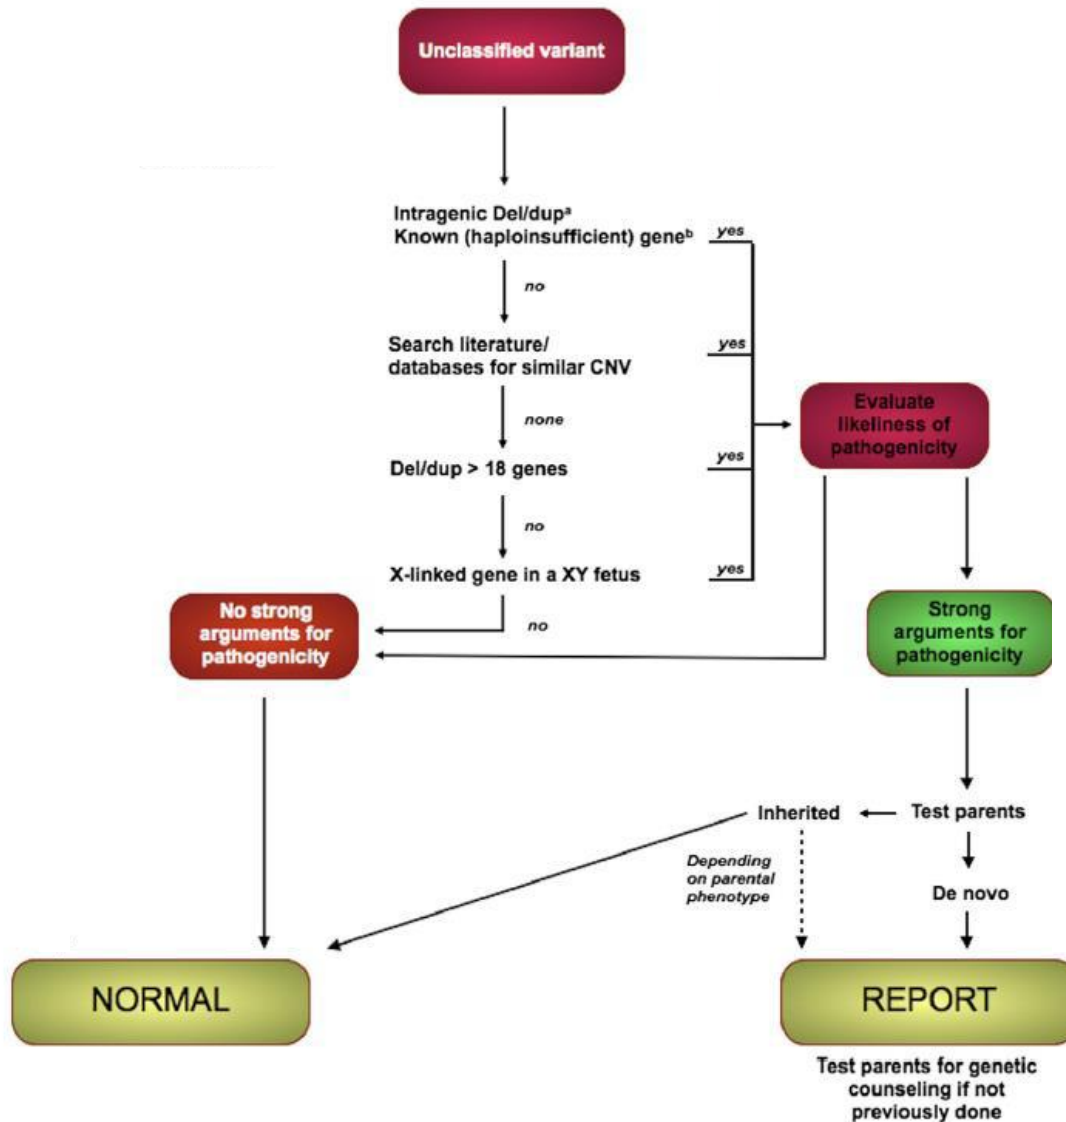 Unclassified variant
Intragenic Del/dupᵃ
Known (haploinsufficient) geneᵇ
yes
no
Search literature/
databases for similar CNV
yes
none
Evaluate
likeliness of
pathogenicity
Del/dup > 18 genes
yes
no
X-linked gene in a XY fetus
yes
no
No strong
arguments for
pathogenicity
Strong
arguments for
pathogenicity
Inherited
Test parents
Depending
on parental
phenotype
De novo
NORMAL
REPORT
Test parents for genetic
counseling if not
previously done